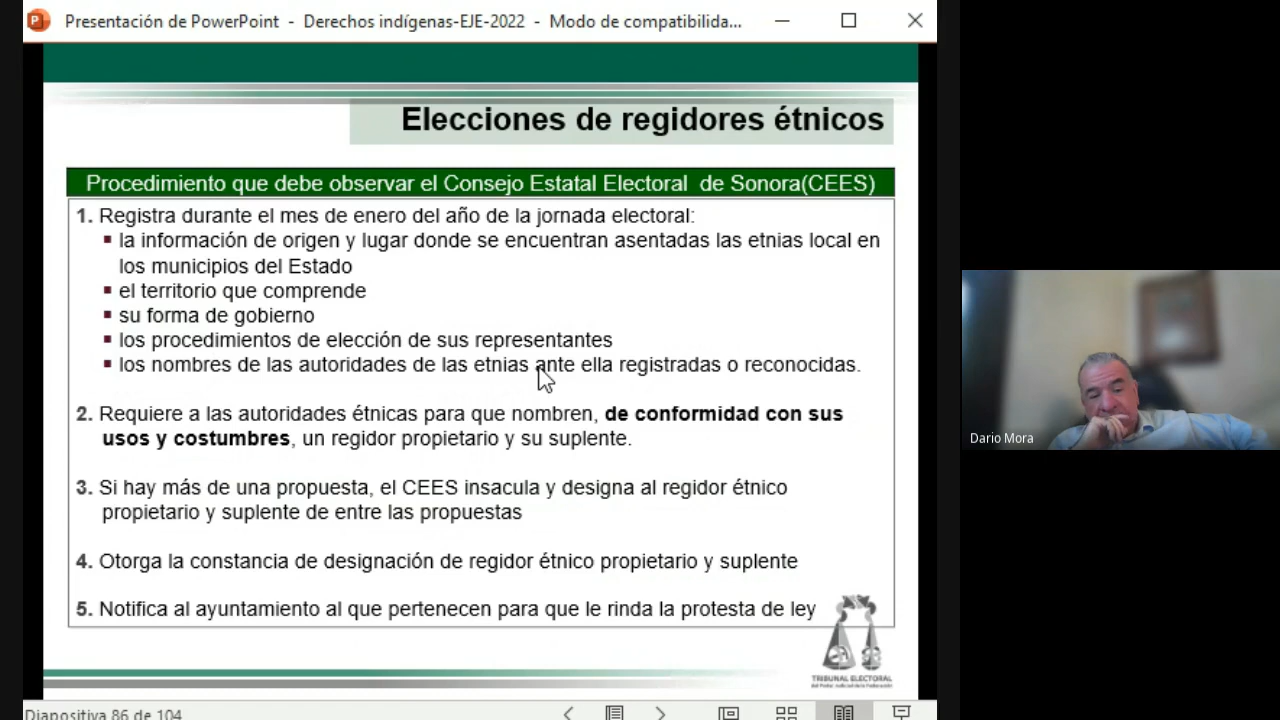 Presentación de PowerPoint - Derechos indígenas-EJE-2022 - Modo de compatibilida...
Elecciones de regidores étnicos
Procedimiento que debe observar el Consejo Estatal Electoral de Sonora(CEES)
1. Registra durante el mes de enero del año de la jornada electoral:
▪ la información de origen y lugar donde se encuentran asentadas las etnias local en
los municipios del Estado
▪ el territorio que comprende
▪ su forma de gobierno
▪ los procedimientos de elección de sus representantes
▪ los nombres de las autoridades de las etnias ante ella registradas o reconocidas.
2. Requiere a las autoridades étnicas para que nombren, de conformidad con sus
usos y costumbres, un regidor propietario y su suplente.
3. Si hay más de una propuesta, el CEES insacula y designa al regidor étnico
propietario y suplente de entre las propuestas
4. Otorga la constancia de designación de regidor étnico propietario y suplente
5. Notifica al ayuntamiento al que pertenecen para que le rinda la protesta de ley
TRIBUNAL ELECTORAL
del Poder Judicial de la Federación
Diapositiva 86 de 104
Dario Mora